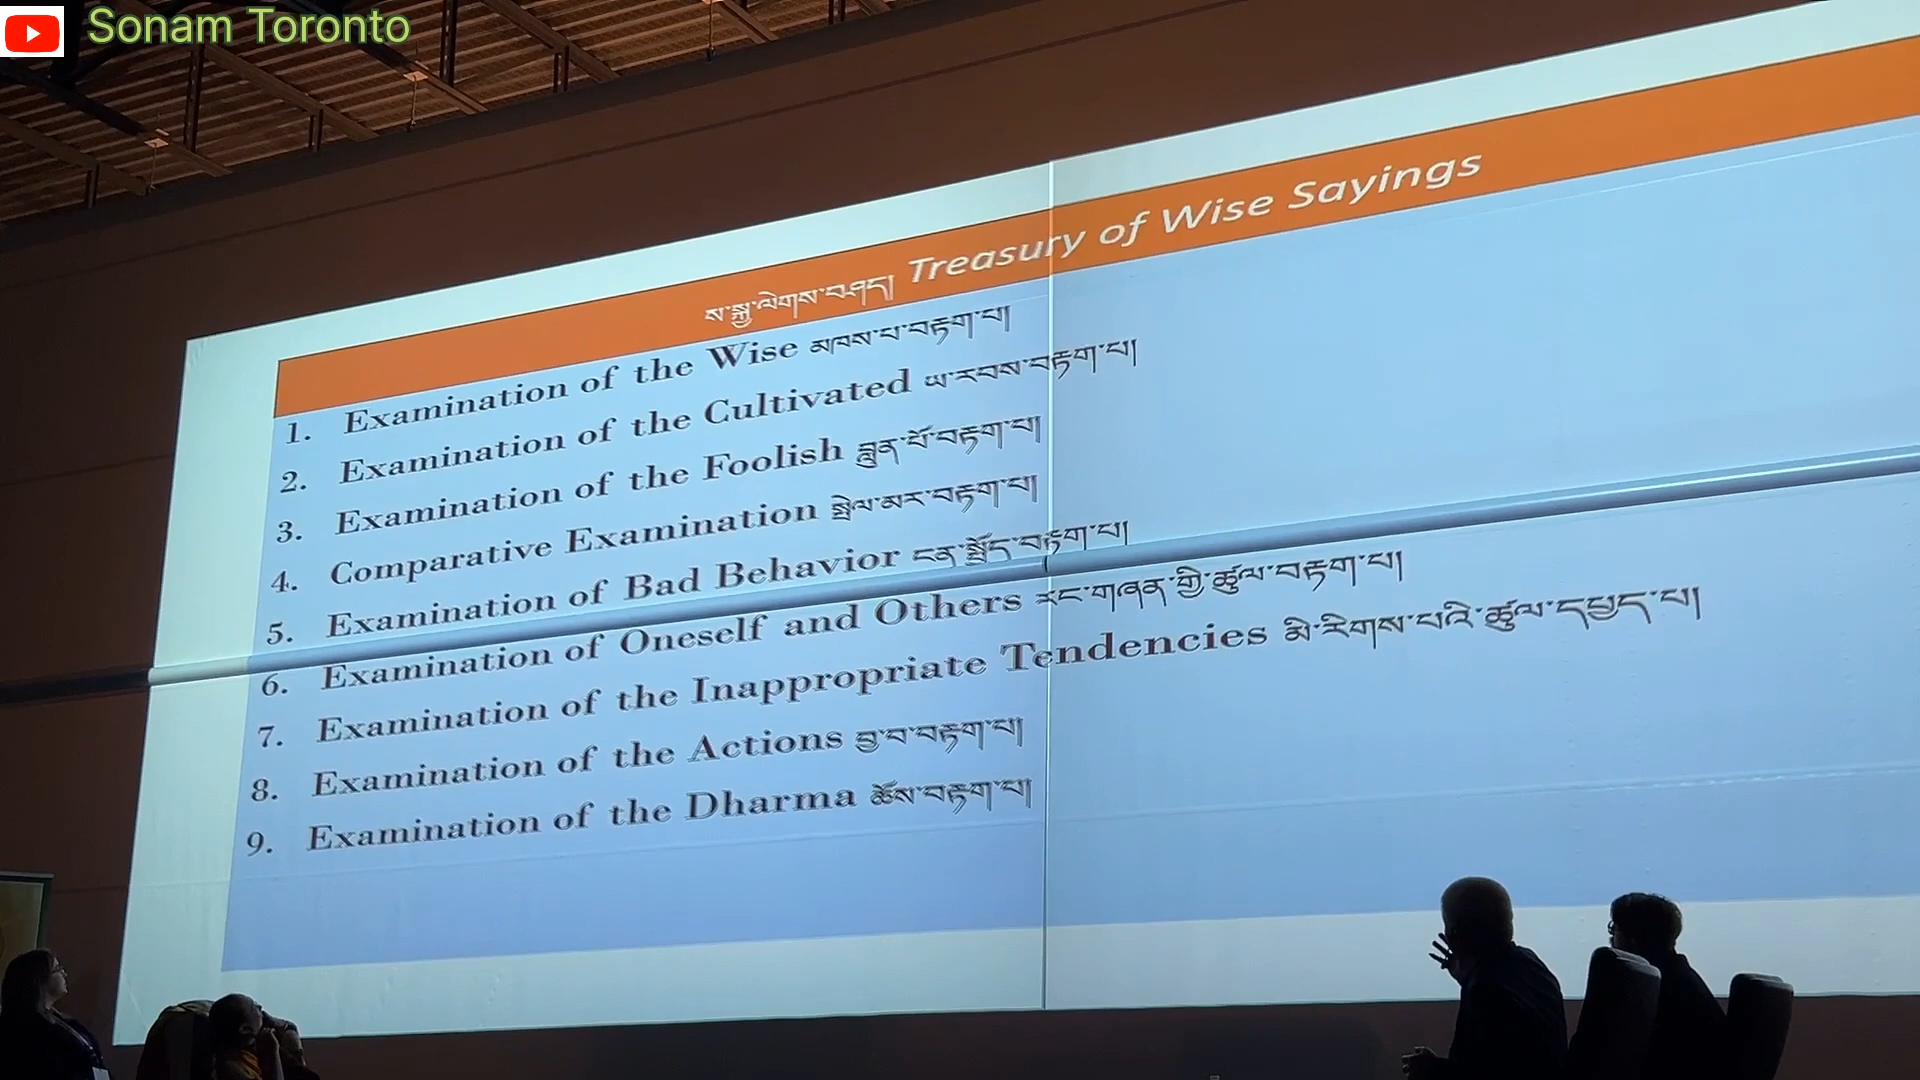 Sonam Toronto
ས་སྐྱ་ལེགས་བཤད། Treasury of Wise Sayings
1. Examination of the Wise མཁས་པ་བརྟག་པ།
2. Examination of the Cultivated ཡ་རབས་བརྟག་པ།
3. Examination of the Foolish བླུན་པོ་བརྟག་པ།
4. Comparative Examination སྤེལ་མར་བརྟག་པ།
5. Examination of Bad Behavior ངན་སྤྱོད་བརྟག་པ།
6. Examination of Oneself and Others རང་གཞན་གྱི་ཚུལ་བརྟག་པ།
7. Examination of the Inappropriate Tendencies མི་རིགས་པའི་ཚུལ་དཔྱད་པ།
8. Examination of the Actions བྱ་བ་བརྟག་པ།
9. Examination of the Dharma ཆོས་བརྟག་པ།